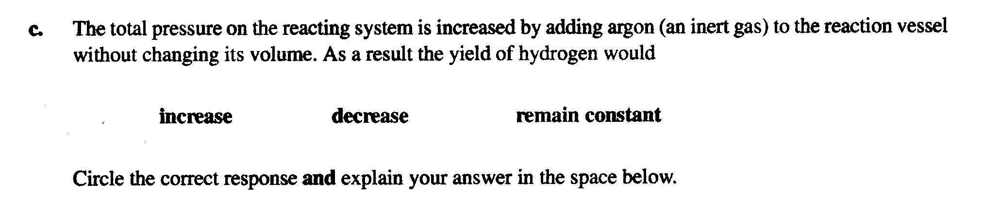 c. The total pressure on the reacting system is increased by adding argon (an inert gas) to the reaction vessel
without changing its volume. As a result the yield of hydrogen would
increase decrease remain constant
Circle the correct response and explain your answer in the space below.